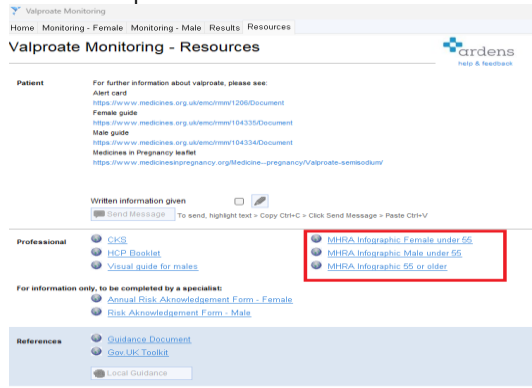 Valproate Monitoring
Home Monitoring - Female Monitoring - Male Results Resources
Valproate Monitoring - Resources
ardens
Help & feedback
Patient
For further information about valproate, please see:
Alert card
https://www.medicines.org.uk/emc/rmm/1206/Document
Female guide
https://www.medicines.org.uk/emc/rmm/104335/Document
Male guide
https://www.medicines.org.uk/emc/rmm/104334/Document
Medicines in Pregnancy leaflet
https://www.medicinesinpregnancy.org/Medicine--pregnancy/Valproate-semisodium/
Written information given
Send Message To send, highlight text > Copy Ctrl+C > Click Send Message > Paste Ctrl+V
Professional
CKS
HCP Booklet
Visual guide for males
MHRA Infographic Female under 55
MHRA Infographic Male under 55
MHRA Infographic 55 or older
For information only, to be completed by a specialist:
Annual Risk Aknowledgement Form - Female
Risk Aknowledgement Form - Male
References
Guidance Document
Gov.UK Toolkit
Local Guidance